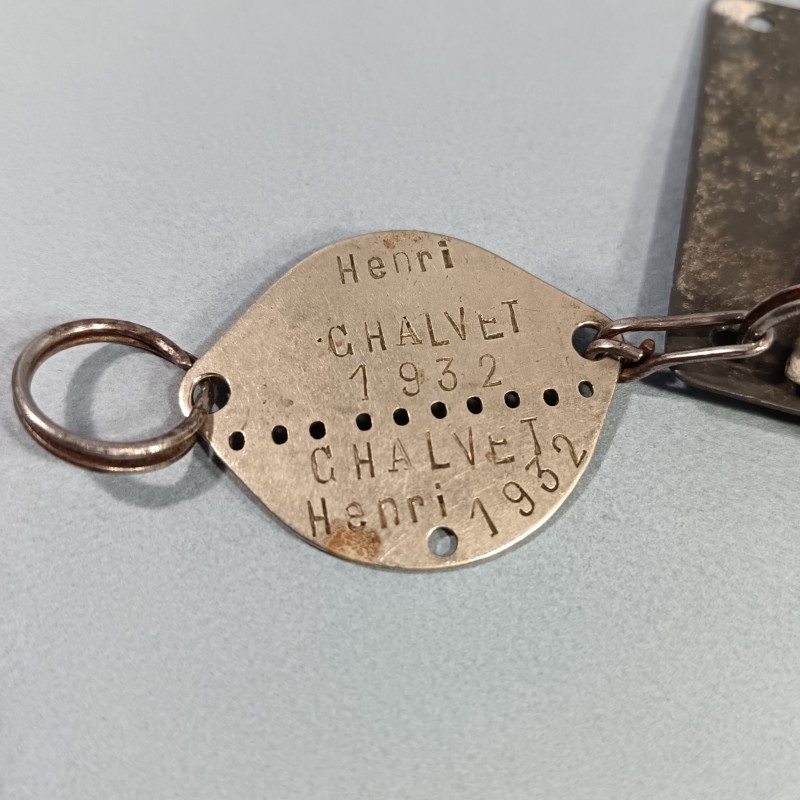 Henri
CHALVET
1932
CHALVET
Henri 1932